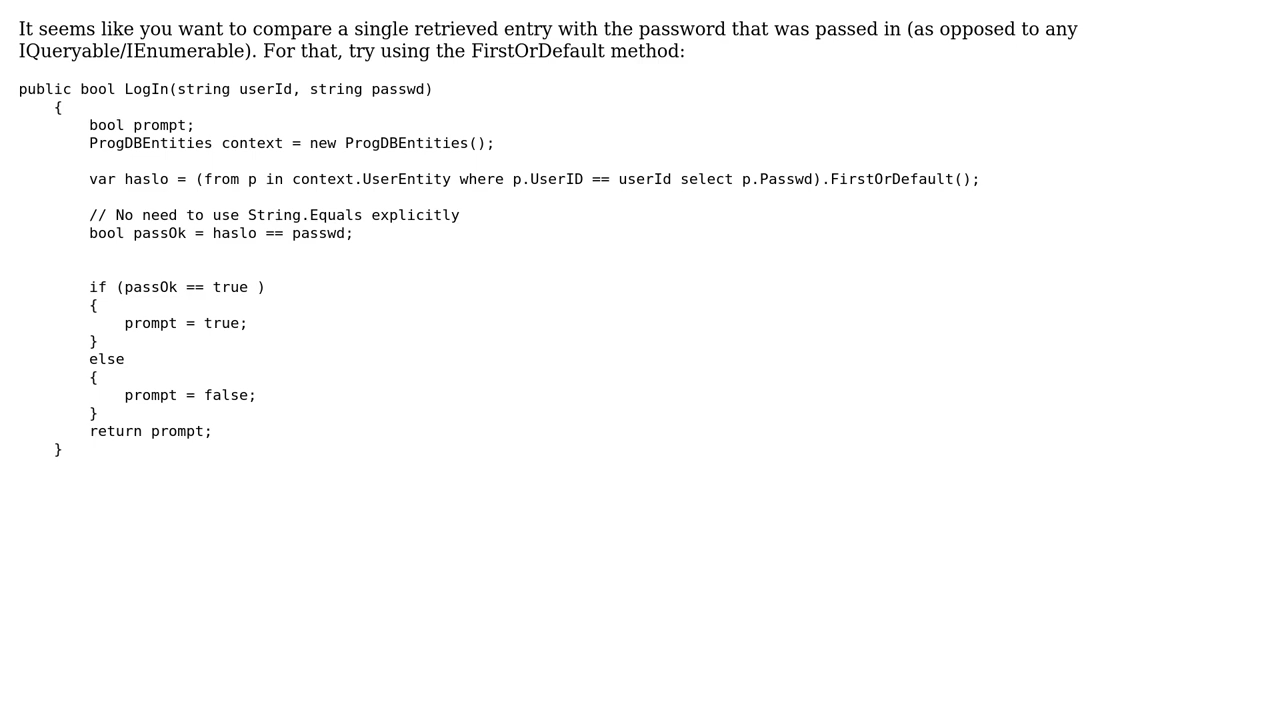 It seems like you want to compare a single retrieved entry with the password that was passed in (as opposed to any
IQueryable/IEnumerable). For that, try using the FirstOrDefault method:
public bool LogIn(string userId, string passwd)
    {
        bool prompt;
        ProgDBEntities context = new ProgDBEntities();

        var haslo = (from p in context.UserEntity where p.UserID == userId select p.Passwd).FirstOrDefault();

        // No need to use String.Equals explicitly
        bool passOk = haslo == passwd;


        if (passOk == true )
        {
            prompt = true;
        }
        else
        {
            prompt = false;
        }
        return prompt;
    }